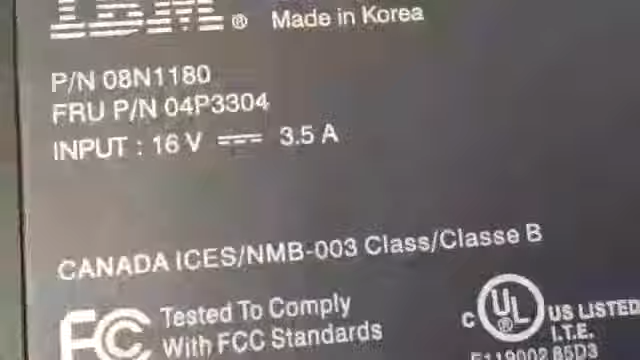 IBM® Made in Korea
P/N 08N1180
FRU P/N 04P3304
INPUT : 16 V ⎓ 3.5 A
CANADA ICES/NMB-003 Class/Classe B
FC Tested To Comply
With FCC Standards
C UL® US LISTED
I.T.E.